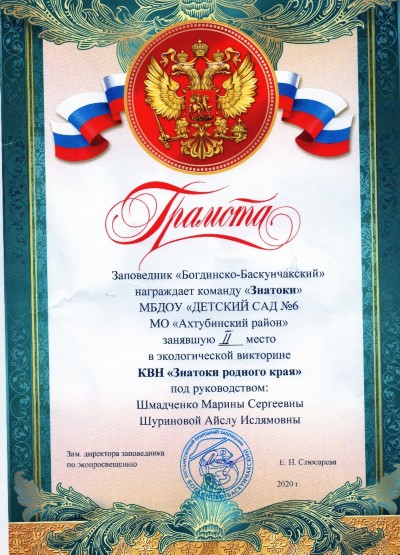 Грамота
Заповедник «Богдинско-Баскунчакский»
награждает команду «Знатоки»
МБДОУ «ДЕТСКИЙ САД №6
МО «Ахтубинский район»
занявшую II место
в экологической викторине
КВН «Знатоки родного края»
под руководством:
Шмадченко Марины Сергеевны
Шуриновой Айслу Ислямовны
Зам. директора заповедника
по экопросвещению
Е. Н. Слюсарева
2020 г.